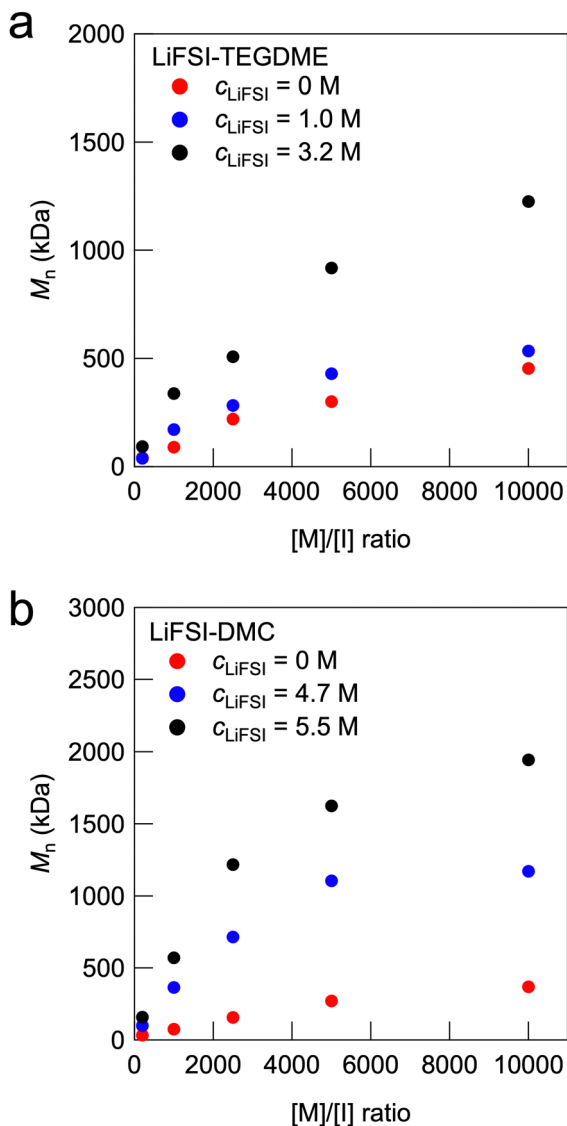 a
2000
LiFSI-TEGDME
cLiFSI = 0 M
cLiFSI = 1.0 M
1500
cLiFSI = 3.2 M
Mn (kDa)
1000
500
0
0 2000 4000 6000 8000 10000
[M]/[I] ratio
b
3000
LiFSI-DMC
cLiFSI = 0 M
2500
cLiFSI = 4.7 M
cLiFSI = 5.5 M
2000
Mn (kDa)
1500
1000
500
0
0 2000 4000 6000 8000 10000
[M]/[I] ratio